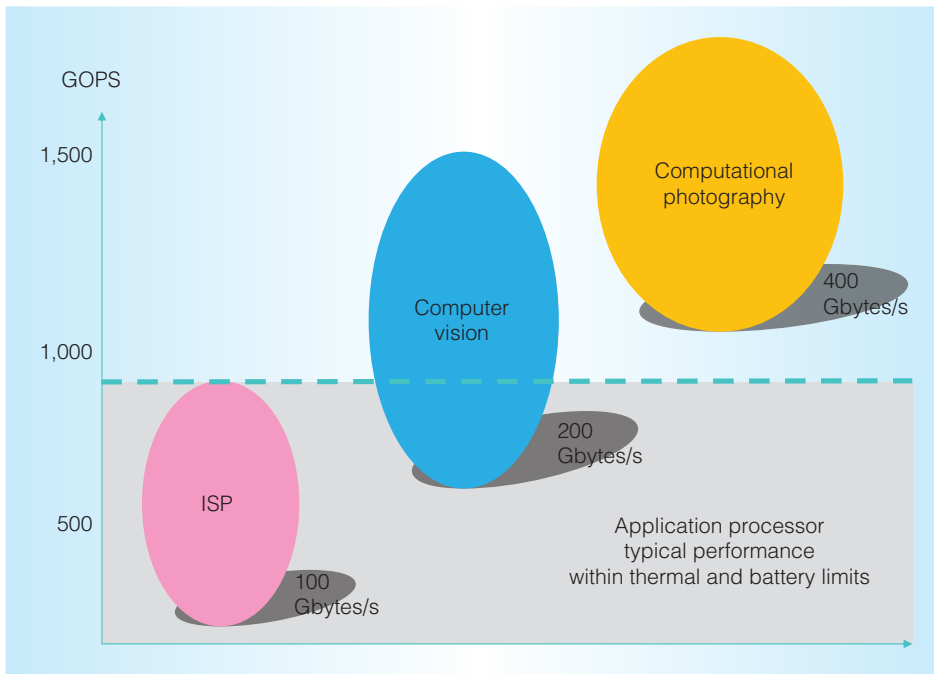 GOPS
1,500
1,000
500
Computational
photography
400
Gbytes/s
Computer
vision
200
Gbytes/s
ISP
100
Gbytes/s
Application processor
typical performance
within thermal and battery limits